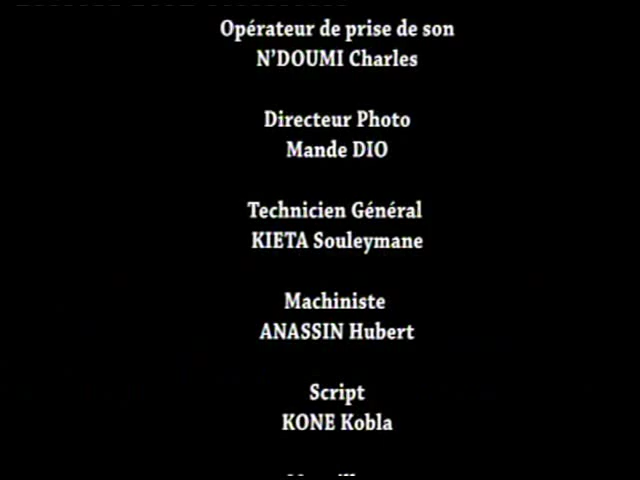 Opérateur de prise de son
N'DOUMI Charles
Directeur Photo
Mande DIO
Technicien Général
KIETA Souleymane
Machiniste
ANASSIN Hubert
Script
KONE Kobla